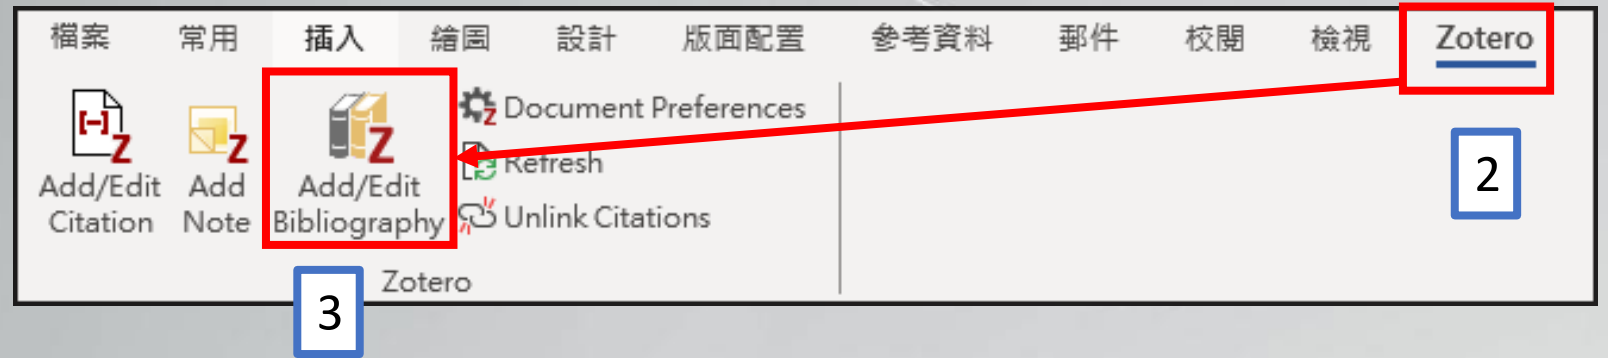 檔案 常用 插入 繪圖 設計 版面配置 參考資料 郵件 校閱 檢視 Zotero
Add/Edit
Citation
Add
Note
Add/Edit
Bibliography
Document Preferences
Refresh
Unlink Citations
Zotero
2
3